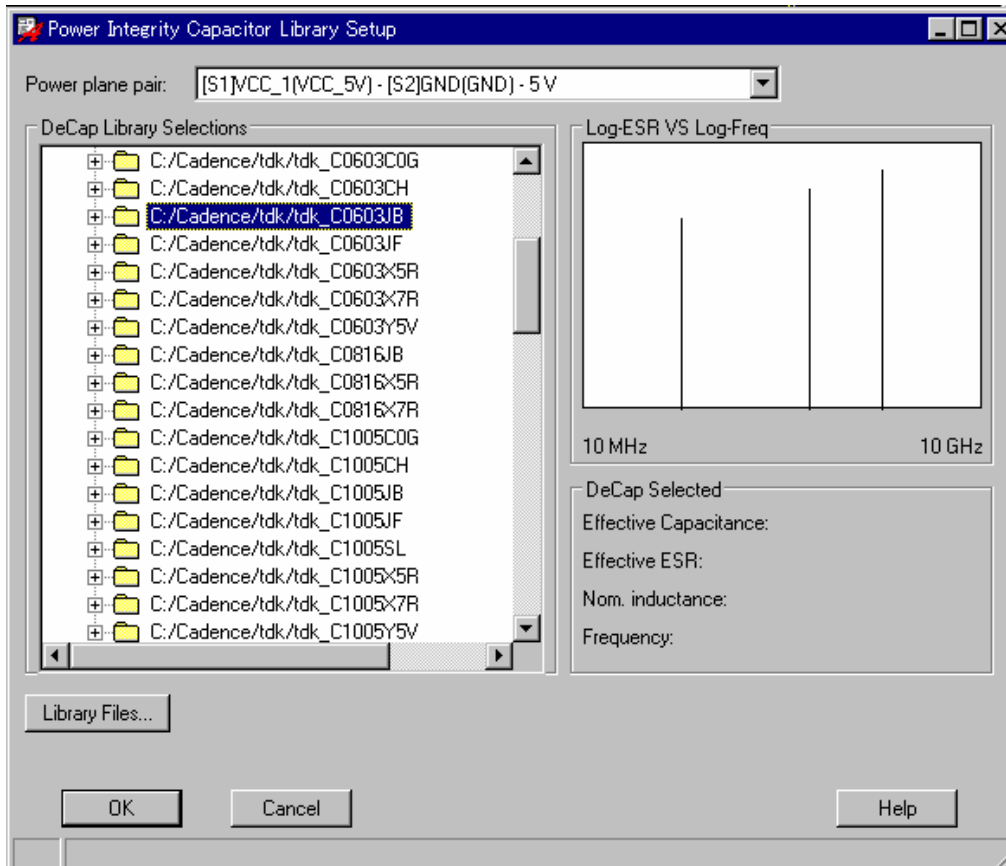 Power Integrity Capacitor Library Setup
Power plane pair: [S1]VCC_1(VCC_5V) - [S2]GND(GND) - 5 V
DeCap Library Selections
C:/Cadence/tdk/tdk_C0603C0G
C:/Cadence/tdk/tdk_C0603CH
C:/Cadence/tdk/tdk_C0603JB
C:/Cadence/tdk/tdk_C0603JF
C:/Cadence/tdk/tdk_C0603X5R
C:/Cadence/tdk/tdk_C0603X7R
C:/Cadence/tdk/tdk_C0603Y5V
C:/Cadence/tdk/tdk_C0816JB
C:/Cadence/tdk/tdk_C0816X5R
C:/Cadence/tdk/tdk_C0816X7R
C:/Cadence/tdk/tdk_C1005C0G
C:/Cadence/tdk/tdk_C1005CH
C:/Cadence/tdk/tdk_C1005JB
C:/Cadence/tdk/tdk_C1005JF
C:/Cadence/tdk/tdk_C1005SL
C:/Cadence/tdk/tdk_C1005X5R
C:/Cadence/tdk/tdk_C1005X7R
C:/Cadence/tdk/tdk_C1005Y5V
Log-ESR VS Log-Freq
10 MHz 10 GHz
DeCap Selected
Effective Capacitance:
Effective ESR:
Nom. inductance:
Frequency:
Library Files...
OK Cancel Help